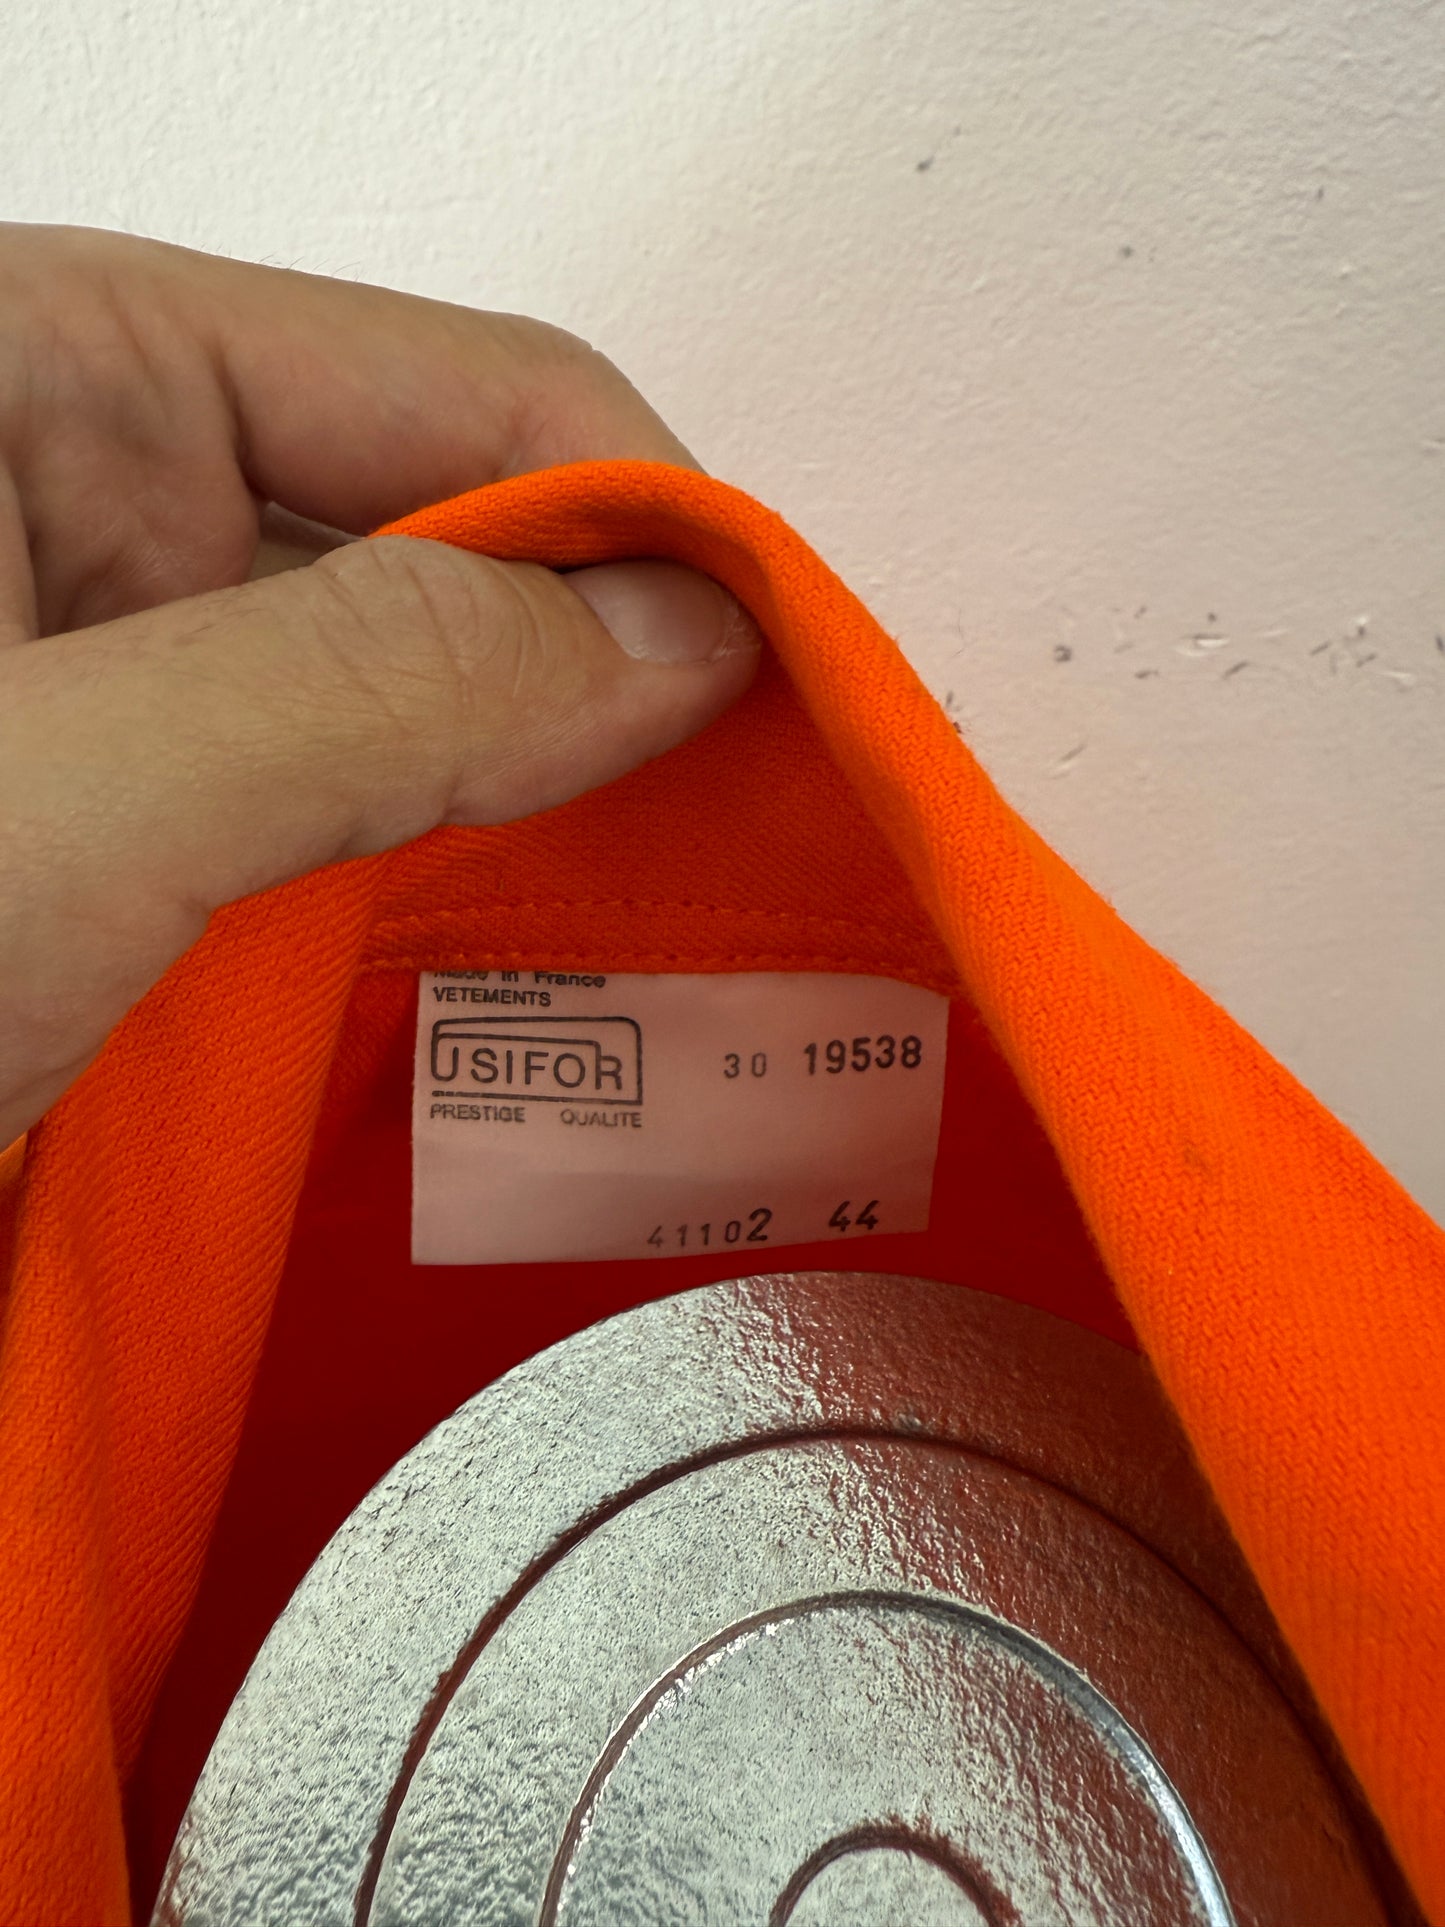 Made in France
VETEMENTS
USIFOR 30 19538
PRESTIGE QUALITE
41102 44